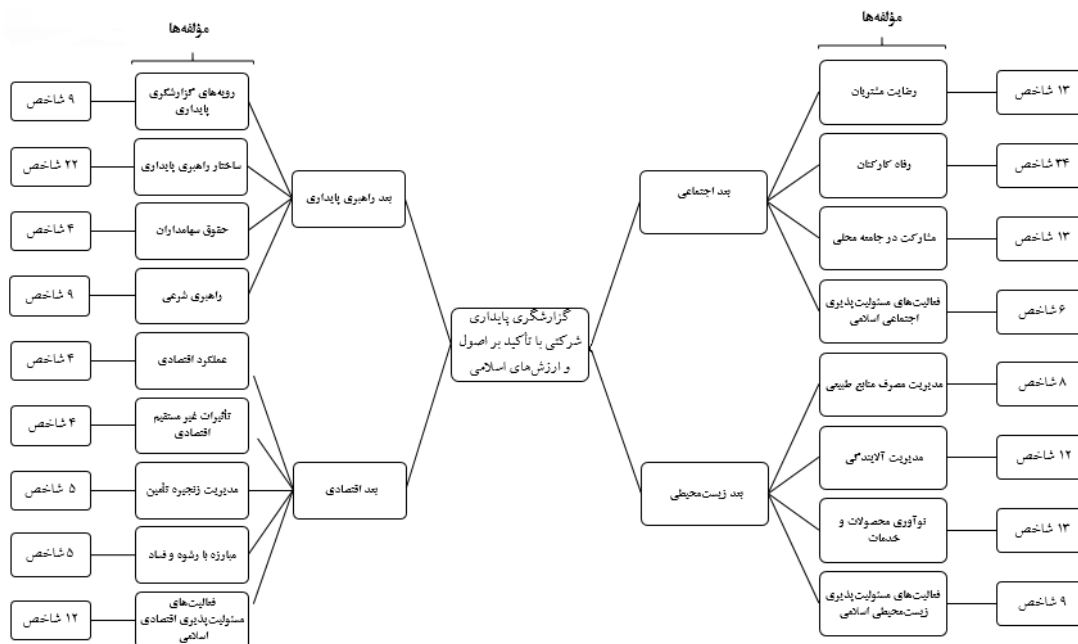 مؤلفه‌ها
رضایت مشتریان
۱۳ شاخص
رفاه کارکنان
۳۴ شاخص
مشارکت در جامعه محلی
۱۳ شاخص
فعالیت‌های مسئولیت‌پذیری
اجتماعی اسلامی
۶ شاخص
بعد اجتماعی
مدیریت مصرف منابع طبیعی
۸ شاخص
مدیریت آلایندگی
۱۲ شاخص
نوآوری محصولات و
خدمات
۱۳ شاخص
فعالیت‌های مسئولیت‌پذیری
زیست‌محیطی اسلامی
۹ شاخص
بعد زیست‌محیطی
گزارشگری پایداری
شرکتی با تأکید بر اصول
و ارزش‌های اسلامی
مؤلفه‌ها
بعد راهبری پایداری
رویه‌های گزارشگری
پایداری
۹ شاخص
ساختار راهبری پایداری
۲۲ شاخص
حقوق سهامداران
۴ شاخص
راهبری شرعی
۹ شاخص
بعد اقتصادی
عملکرد اقتصادی
۴ شاخص
تأثیرات غیر مستقیم
اقتصادی
۴ شاخص
مدیریت زنجیره تأمین
۵ شاخص
مبارزه با رشوه و فساد
۵ شاخص
فعالیت‌های
مسئولیت‌پذیری اقتصادی
اسلامی
۱۲ شاخص